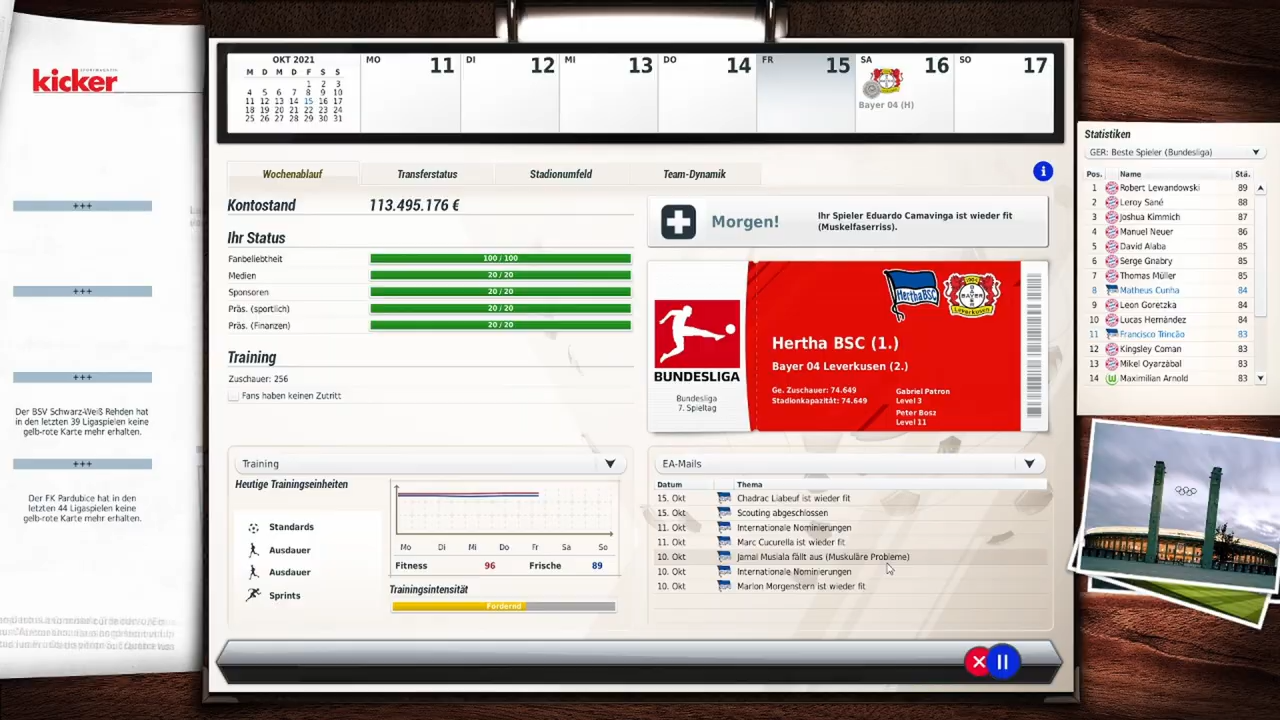 SPORTMAGAZIN
kicker
+++
+++
+++
Der BSV Schwarz-Weiß Rehden hat
in den letzten 39 Ligaspielen keine
gelb-rote Karte mehr erhalten.
+++
Der FK Pardubice hat in den
letzten 44 Ligaspielen keine
gelb-rote Karte mehr erhalten.
OKT 2021
M D M D F S S
1 2 3
4 5 6 7 8 9 10
11 12 13 14 15 16 17
18 19 20 21 22 23 24
25 26 27 28 29 30 31
MO 11
DI 12
MI 13
DO 14
FR 15
SA 16
Bayer 04 (H)
SO 17
Wochenablauf Transferstatus Stadionumfeld Team-Dynamik
i
Kontostand 113.495.176 €
Ihr Status
Fanbeliebtheit 100 / 100
Medien 20 / 20
Sponsoren 20 / 20
Präs. (sportlich) 20 / 20
Präs. (Finanzen) 20 / 20
Training
Zuschauer: 256
Fans haben keinen Zutritt
Morgen!
Ihr Spieler Eduardo Camavinga ist wieder fit
(Muskelfaserriss).
BUNDESLIGA
Bundesliga
7. Spieltag
Hertha BSC
BAYER
Leverkusen
Hertha BSC (1.)
Bayer 04 Leverkusen (2.)
Ge. Zuschauer: 74.649
Stadionkapazität: 74.649
Gabriel Patron
Level 3
Peter Bosz
Level 11
Training
Heutige Trainingseinheiten
Standards
Ausdauer
Ausdauer
Sprints
Mo Di Mi Do Fr Sa So
Fitness 96 Frische 89
Trainingsintensität
Fordernd
EA-Mails
Datum Thema
15. Okt Chadrac Liabeuf ist wieder fit
15. Okt Scouting abgeschlossen
11. Okt Internationale Nominierungen
11. Okt Marc Cucurella ist wieder fit
10. Okt Jamal Musiala fällt aus (Muskuläre Probleme)
10. Okt Internationale Nominierungen
10. Okt Marlon Morgenstern ist wieder fit
Statistiken
GER: Beste Spieler (Bundesliga)
Pos. Name Stä.
1 Robert Lewandowski 89
2 Leroy Sané 88
3 Joshua Kimmich 87
4 Manuel Neuer 86
5 David Alaba 85
6 Serge Gnabry 85
7 Thomas Müller 85
8 Matheus Cunha 84
9 Leon Goretzka 84
10 Lucas Hernández 84
11 Francisco Trincão 83
12 Kingsley Coman 83
13 Mikel Oyarzabal 83
14 Maximilian Arnold 83